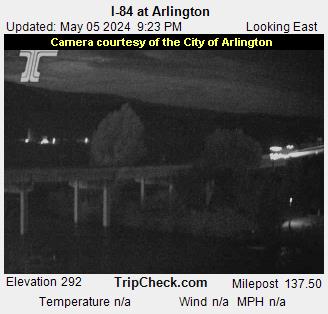 I-84 at Arlington
Updated: May 05 2024 9:23 PM Looking East
Camera courtesy of the City of Arlington
Elevation 292 TripCheck.com Milepost 137.50
Temperature n/a Wind n/a MPH n/a